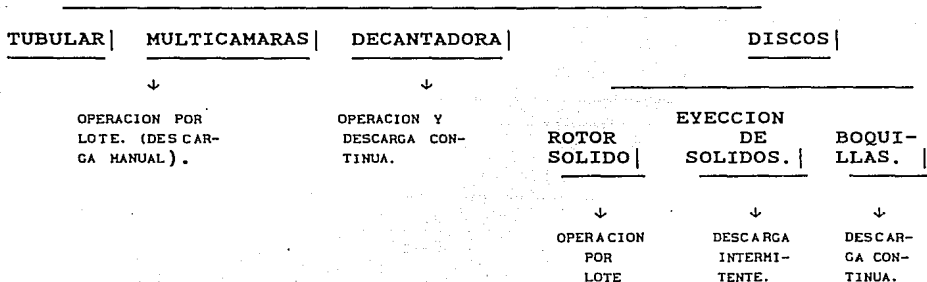 TUBULAR| MULTICAMARAS| DECANTADORA| DISCOS|
OPERACION POR
LOTE. (DESCAR-
GA MANUAL).
OPERACION Y
DESCARGA CON-
TINUA.
ROTOR
SOLIDO|
EYECCION
DE
SOLIDOS. |
BOQUI-
LLAS. |
OPERACION
POR
LOTE
DESCARGA
INTERMI-
TENTE.
DESCAR-
GA CON-
TINUA.